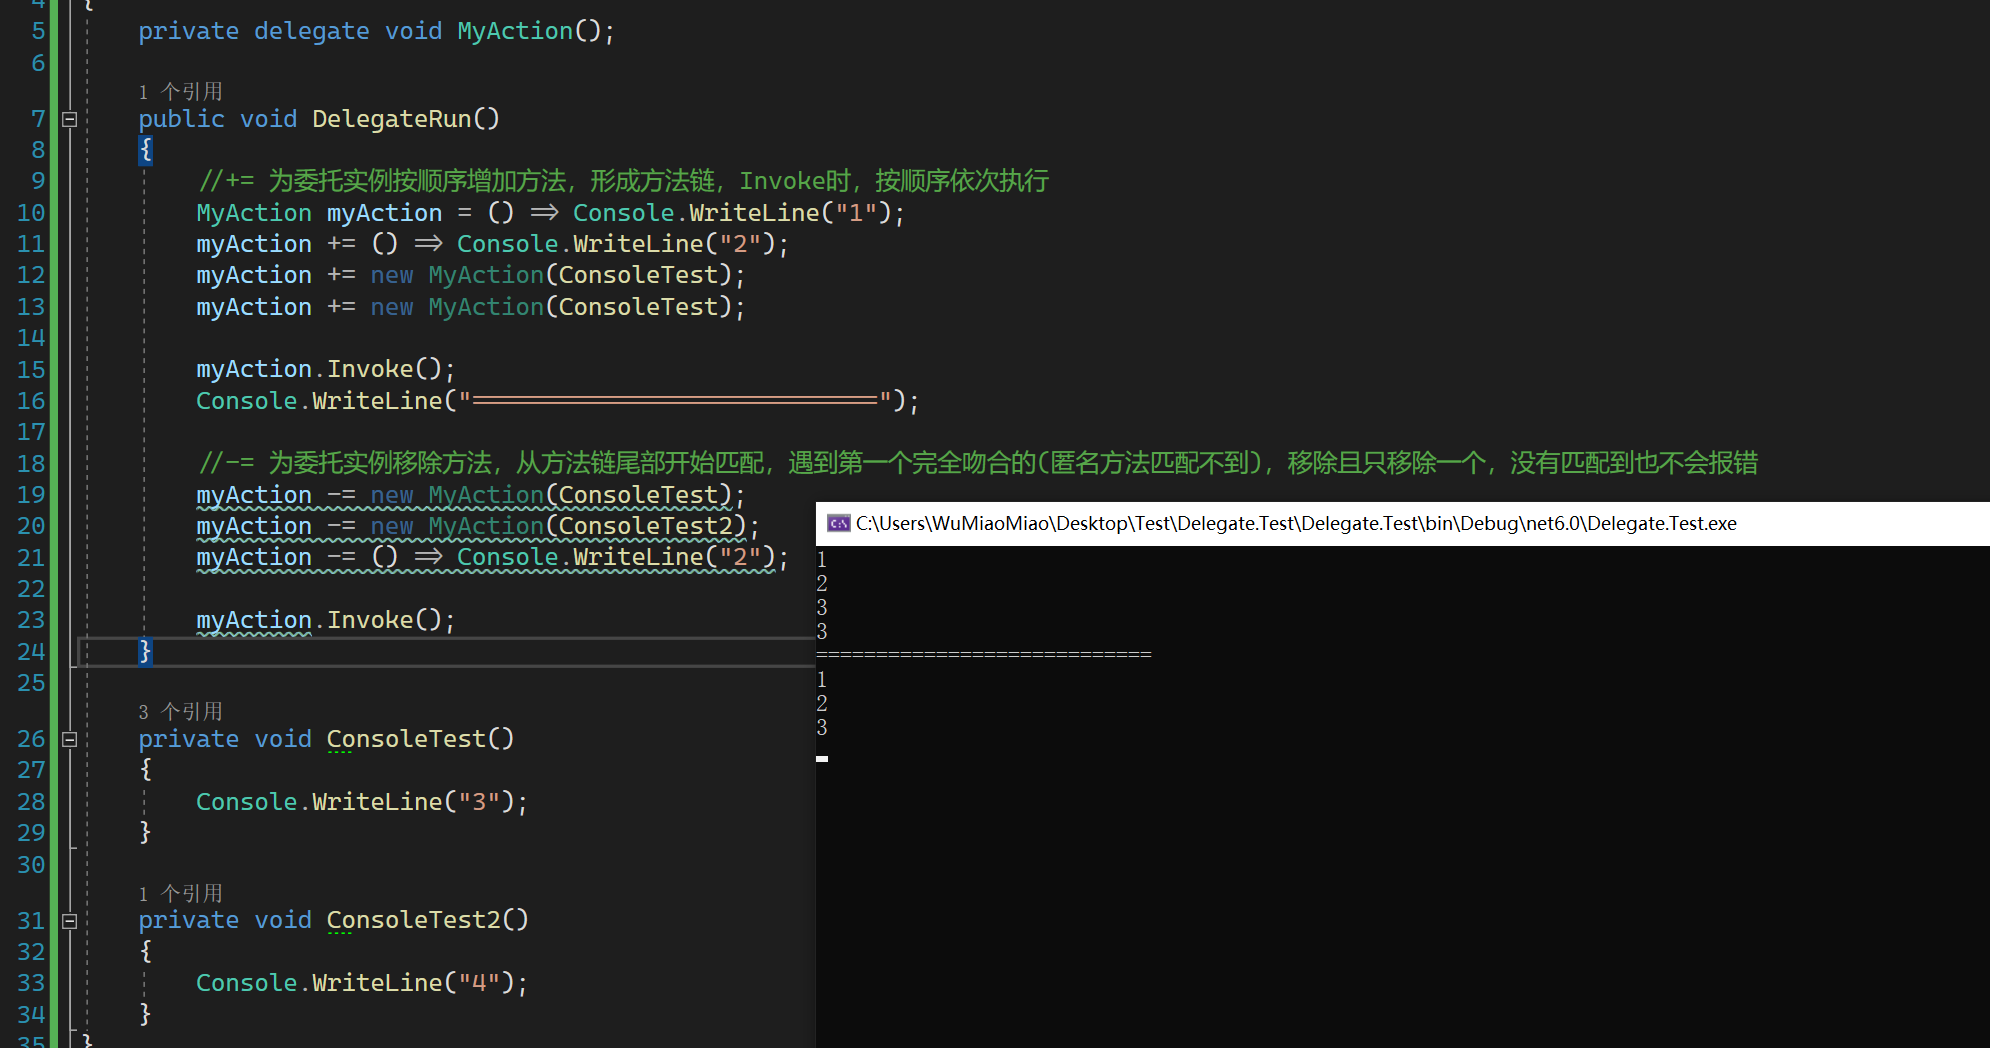 4 {
5 private delegate void MyAction();
6
1 个引用
7 public void DelegateRun()
8 {
9 //+= 为委托实例按顺序增加方法，形成方法链，Invoke时，按顺序依次执行
10 MyAction myAction = () => Console.WriteLine("1");
11 myAction += () => Console.WriteLine("2");
12 myAction += new MyAction(ConsoleTest);
13 myAction += new MyAction(ConsoleTest);
14
15 myAction.Invoke();
16 Console.WriteLine("============================");
17
18 //-= 为委托实例移除方法，从方法链尾部开始匹配，遇到第一个完全吻合的(匿名方法匹配不到)，移除且只移除一个，没有匹配到也不会报错
19 myAction -= new MyAction(ConsoleTest);
20 myAction -= new MyAction(ConsoleTest2);
21 myAction -= () => Console.WriteLine("2");
22
23 myAction.Invoke();
24 }
25
3 个引用
26 private void ConsoleTest()
27 {
28 Console.WriteLine("3");
29 }
30
1 个引用
31 private void ConsoleTest2()
32 {
33 Console.WriteLine("4");
34 }
35 }
C:\Users\WuMiaoMiao\Desktop\Test\Delegate.Test\Delegate.Test\bin\Debug\net6.0\Delegate.Test.exe
1
2
3
3
============================
1
2
3